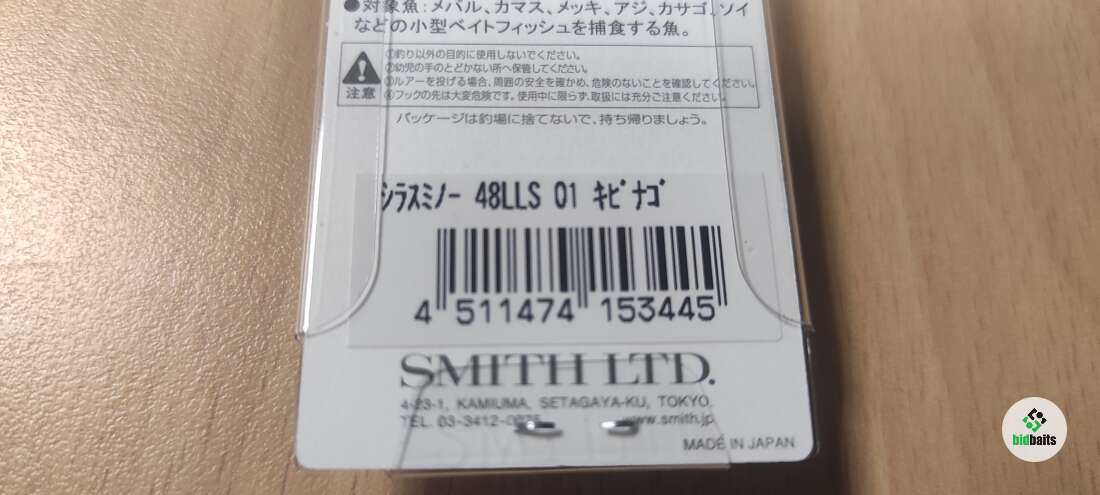 ●対象魚：メバル、カマス、メッキ、アジ、カサゴ、ソイ
などの小型ベイトフィッシュを捕食する魚。
注意
①釣り以外の目的に使用しないでください。
②幼児の手のとどかない所へ保管してください。
③ルアーを投げる場合、周囲の安全を確かめ、危険のないことを確認してください。
④フックの先は大変危険です。使用中に限らず、取扱には充分ご注意ください。
パッケージは釣場に捨てないで、持ち帰りましょう。
ｼﾗｽﾐﾉｰ 48LLS 01 ｷﾋﾞﾅｺﾞ
4 511474 153445
SMITH LTD.
4-23-1, KAMIUMA, SETAGAYA-KU, TOKYO.
TEL. 03-3412- www.smith.jp
MADE IN JAPAN
bidbaits